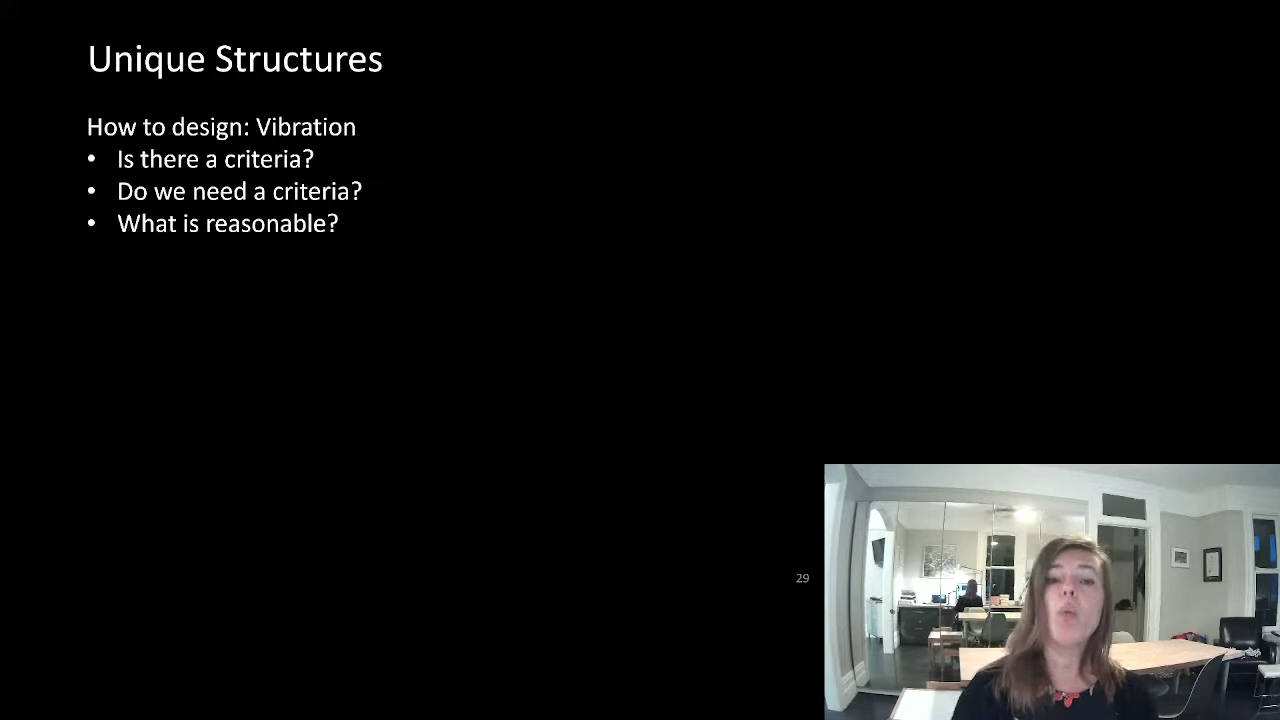 Unique Structures
How to design: Vibration
• Is there a criteria?
• Do we need a criteria?
• What is reasonable?
29